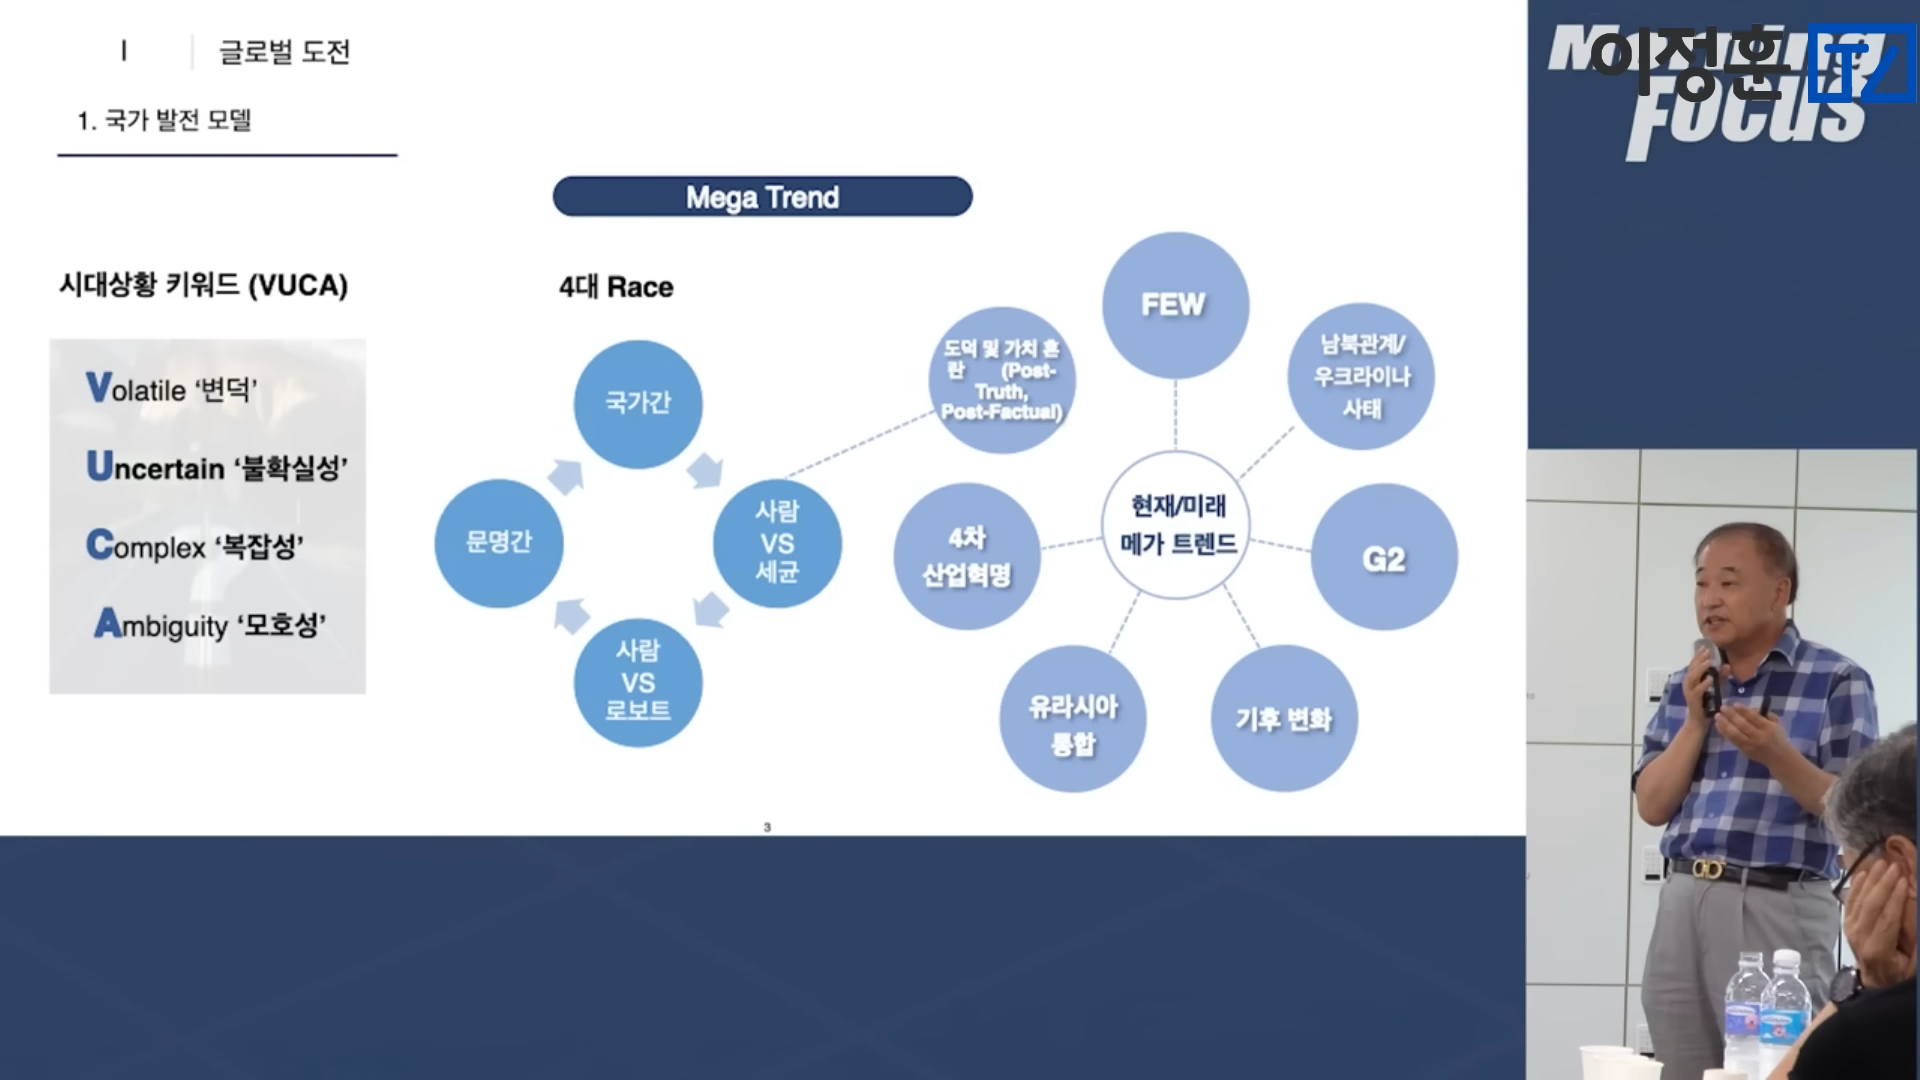 I
글로벌 도전
1. 국가 발전 모델
Mega Trend
시대상황 키워드 (VUCA)
Volatile ‘변덕’
Uncertain ‘불확실성’
Complex ‘복잡성’
Ambiguity ‘모호성’
4대 Race
국가간
사람
VS
세균
사람
VS
로보트
문명간
도덕 및 가치 혼
란 (Post-
Truth,
Post-Factual)
FEW
남북관계/
우크라이나
사태
현재/미래
메가 트렌드
4차
산업혁명
G2
유라시아
통합
기후 변화
3
Morning
Focus
이정훈 TV